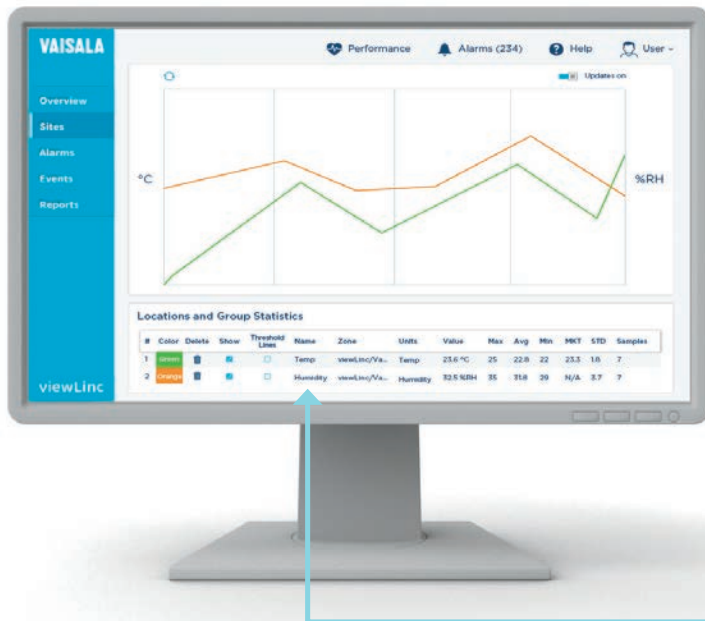 VAISALA
Performance
Alarms (234)
Help
User
Updates on
Overview
Sites
Alarms
Events
Reports
°C
%RH
Locations and Group Statistics
# Color Delete Show Threshold Lines Name Zone Units Value Max Avg Min MKT STD Samples
1 Green Temp viewLinc/Va... Temp 23.6 °C 25 22.8 22 23.3 1.8 7
2 Orange Humidity viewLinc/Va... Humidity 32.5 %RH 35 31.8 29 N/A 3.7 7
viewLinc